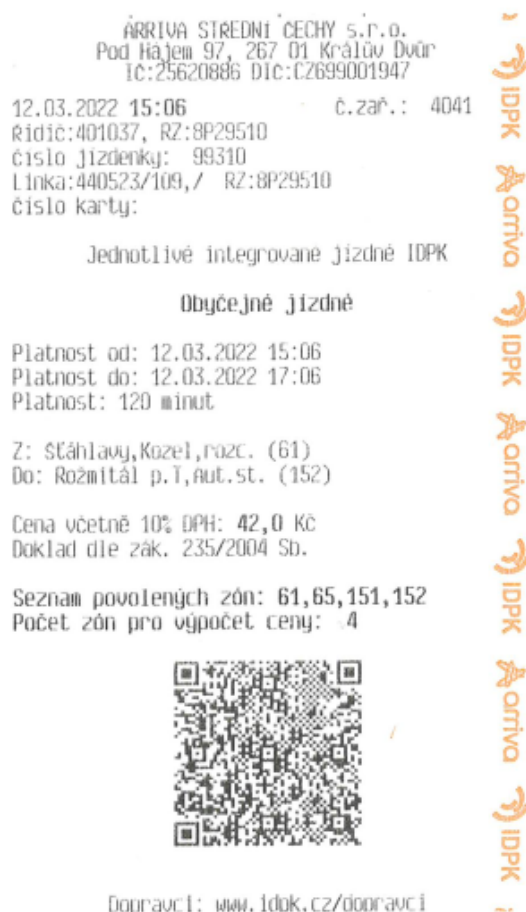 ARRIVA STŘEDNÍ ČECHY s.r.o.
Pod Hájem 97, 267 01 Králův Dvůr
IČ:25620886 DIČ:CZ699001947
12.03.2022 15:06 č.zař.: 4041
Řidič:401037, RZ:8P29510
číslo jízdenky: 99310
Linka:440523/109,/ RZ:8P29510
číslo karty:
Jednotlivé integrované jízdné IDPK
Obyčejné jízdné
Platnost od: 12.03.2022 15:06
Platnost do: 12.03.2022 17:06
Platnost: 120 minut
Z: Šťáhlavy,Kozel,rozc. (61)
Do: Rožmitál p.T,Aut.st. (152)
Cena včetně 10% DPH: 42,0 Kč
Doklad dle zák. 235/2004 Sb.
Seznam povolených zón: 61,65,151,152
Počet zón pro výpočet ceny: 4
Dopravci: www.idpk.cz/dopravci
IDPK
arriva
IDPK
arriva
IDPK
arriva
IDPK